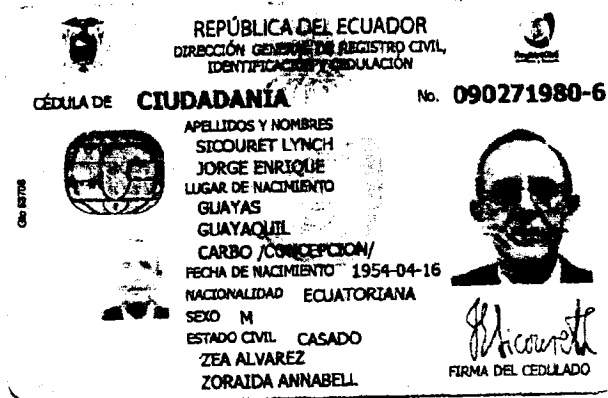 REPÚBLICA DEL ECUADOR
DIRECCIÓN GENERAL DE REGISTRO CIVIL,
IDENTIFICACIÓN Y CEDULACIÓN
CÉDULA DE CIUDADANÍA No. 090271980-6
APELLIDOS Y NOMBRES
SICOURET LYNCH
JORGE ENRIQUE
LUGAR DE NACIMIENTO
GUAYAS
GUAYAQUIL
CARBO /CONCEPCION/
FECHA DE NACIMIENTO 1954-04-16
NACIONALIDAD ECUATORIANA
SEXO M
ESTADO CIVIL CASADO
ZEA ALVAREZ
ZORAIDA ANNABELL
FIRMA DEL CEDULADO